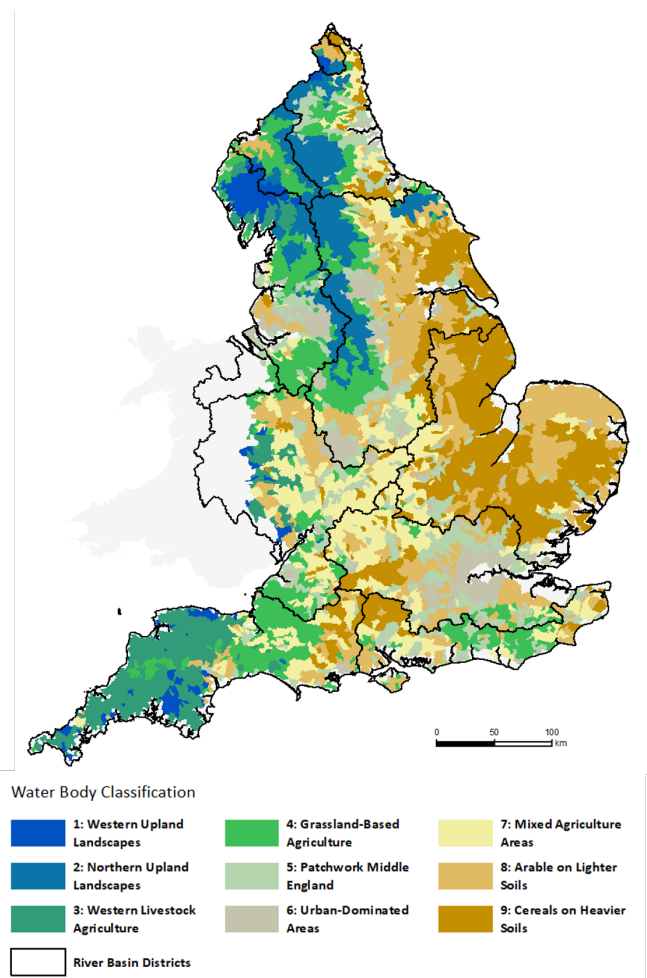 0 50 100
km
Water Body Classification
1: Western Upland
Landscapes
2: Northern Upland
Landscapes
3: Western Livestock
Agriculture
River Basin Districts
4: Grassland-Based
Agriculture
5: Patchwork Middle
England
6: Urban-Dominated
Areas
7: Mixed Agriculture
Areas
8: Arable on Lighter
Soils
9: Cereals on Heavier
Soils